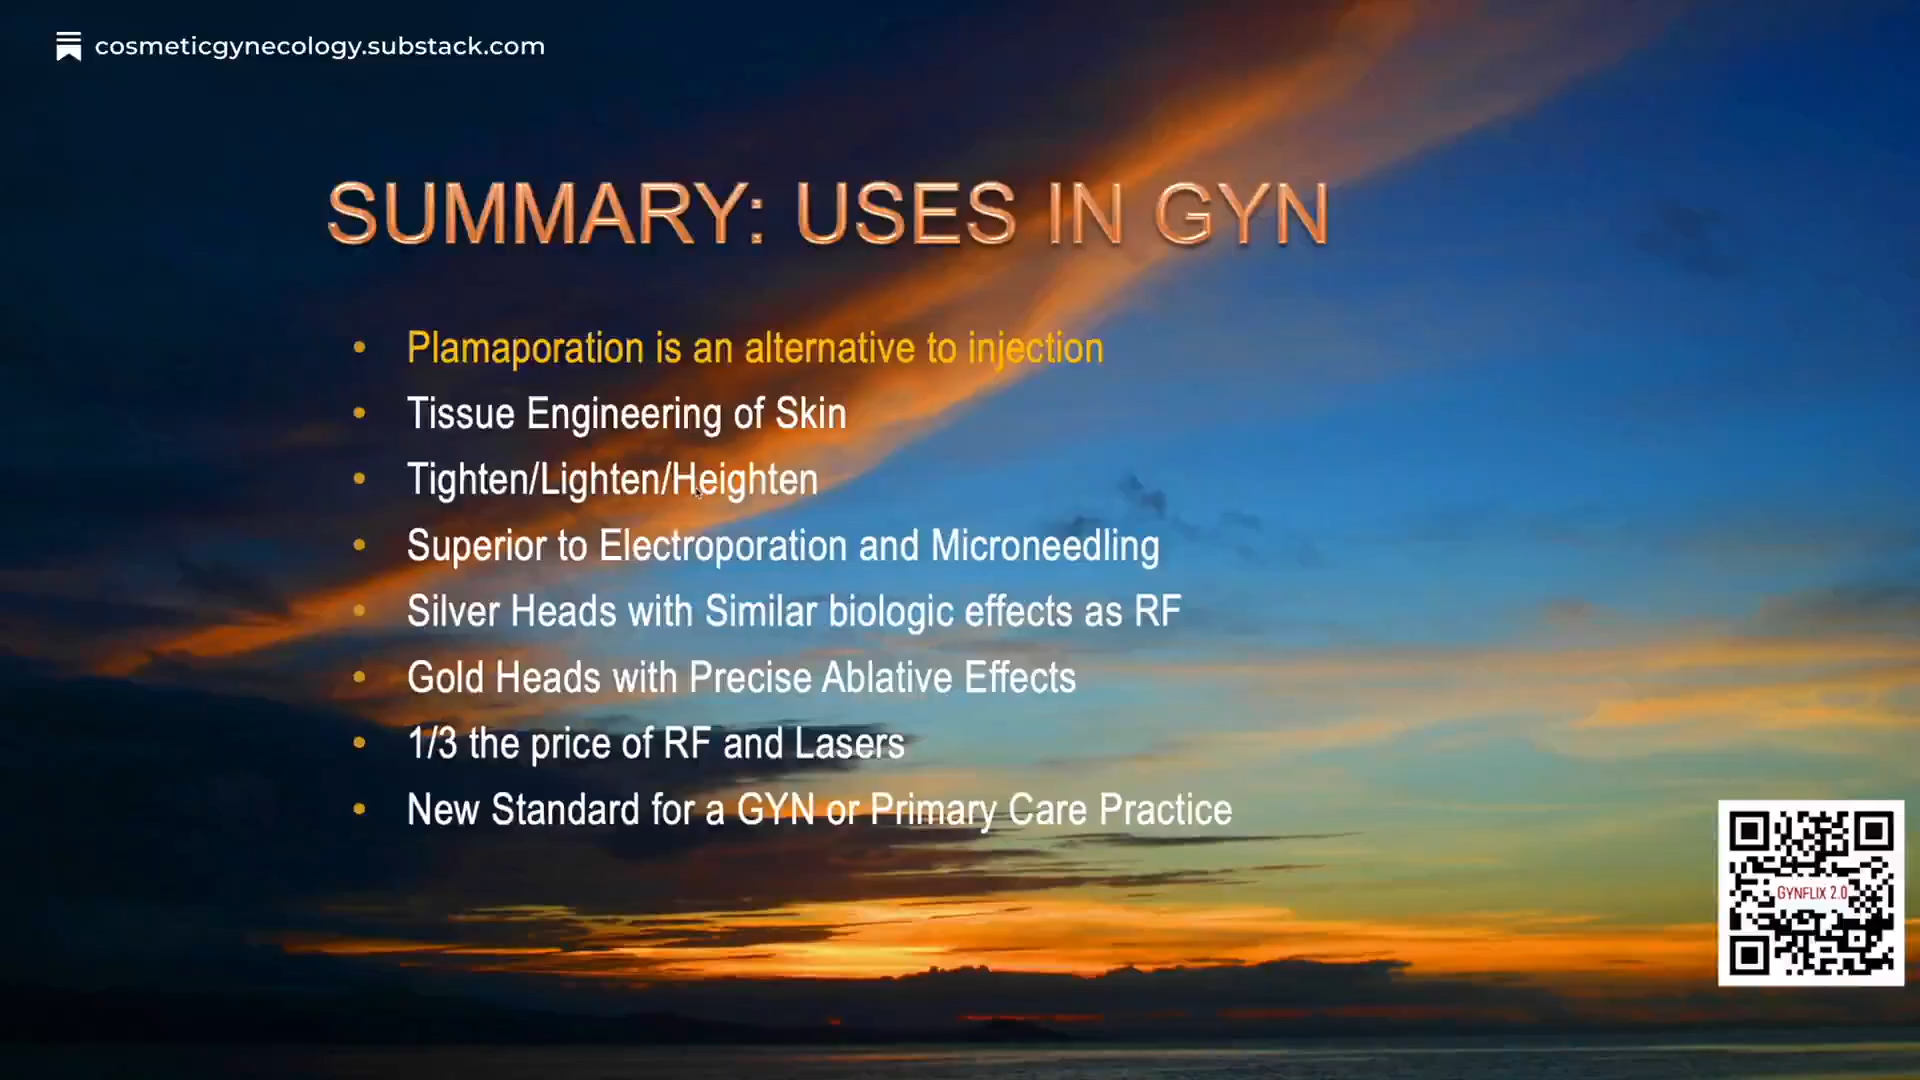 cosmeticgynecology.substack.com
SUMMARY: USES IN GYN
• Plamaporation is an alternative to injection
• Tissue Engineering of Skin
• Tighten/Lighten/Heighten
• Superior to Electroporation and Microneedling
• Silver Heads with Similar biologic effects as RF
• Gold Heads with Precise Ablative Effects
• 1/3 the price of RF and Lasers
• New Standard for a GYN or Primary Care Practice
GYNFLIX 2.0